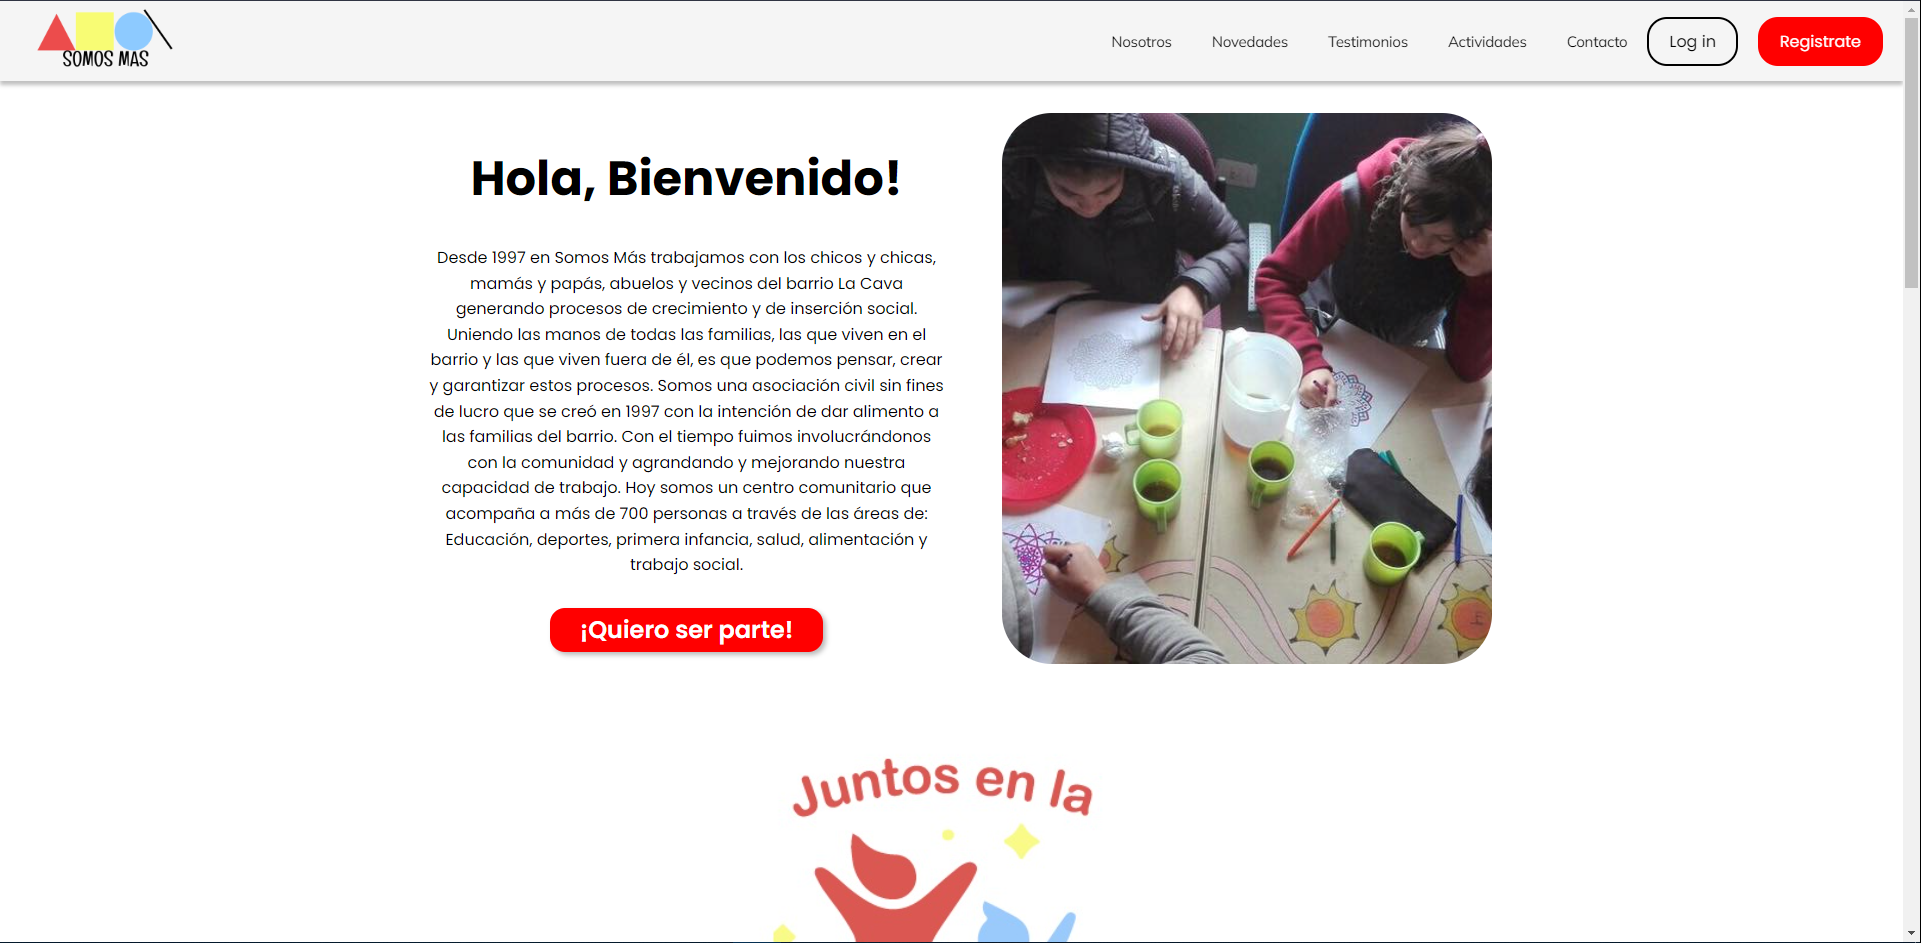 SOMOS MAS
Nosotros
Novedades
Testimonios
Actividades
Contacto
Log in
Registrate
Hola, Bienvenido!
Desde 1997 en Somos Más trabajamos con los chicos y chicas,
mamás y papás, abuelos y vecinos del barrio La Cava
generando procesos de crecimiento y de inserción social.
Uniendo las manos de todas las familias, las que viven en el
barrio y las que viven fuera de él, es que podemos pensar, crear
y garantizar estos procesos. Somos una asociación civil sin fines
de lucro que se creó en 1997 con la intención de dar alimento a
las familias del barrio. Con el tiempo fuimos involucrándonos
con la comunidad y agrandando y mejorando nuestra
capacidad de trabajo. Hoy somos un centro comunitario que
acompaña a más de 700 personas a través de las áreas de:
Educación, deportes, primera infancia, salud, alimentación y
trabajo social.
¡Quiero ser parte!
Juntos en la